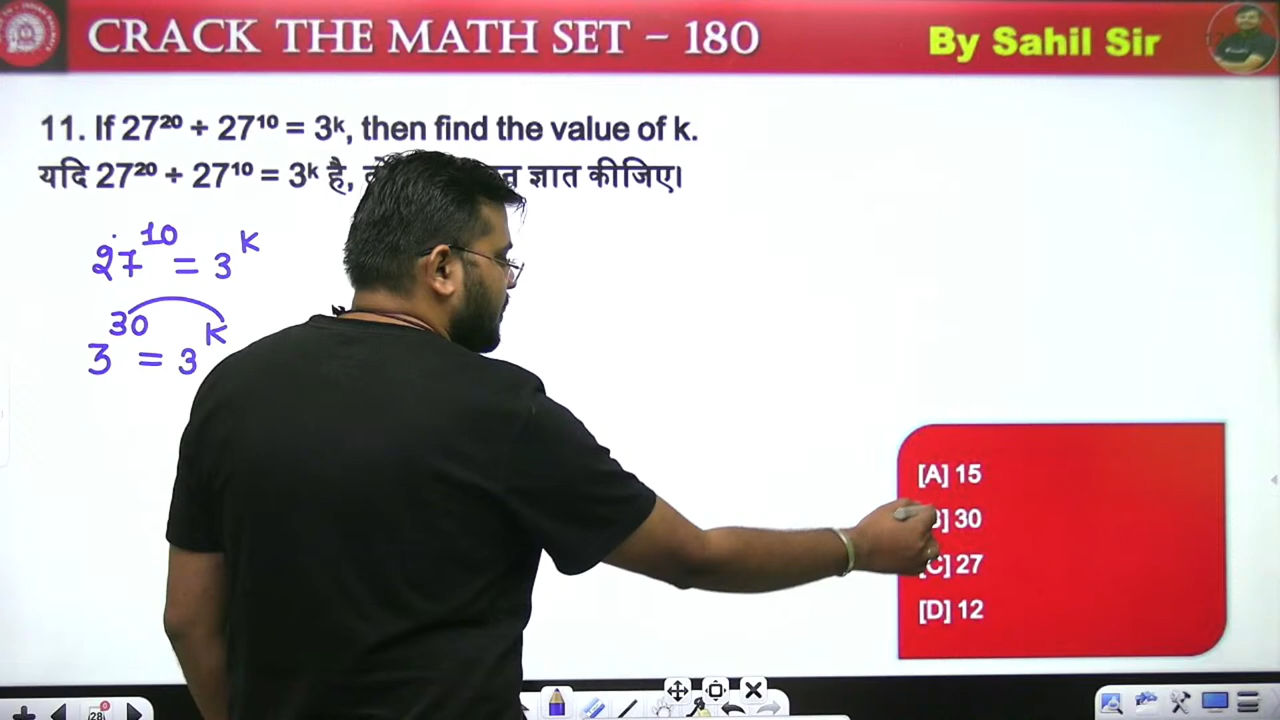 CRACK THE MATH SET – 180
By Sahil Sir
11. If 27²⁰ ÷ 27¹⁰ = 3ᵏ, then find the value of k.
यदि 27²⁰ ÷ 27¹⁰ = 3ᵏ है, ज्ञात कीजिए।
27¹⁰ = 3ᴷ
3³⁰ = 3ᴷ
[A] 15
[B] 30
[C] 27
[D] 12
28